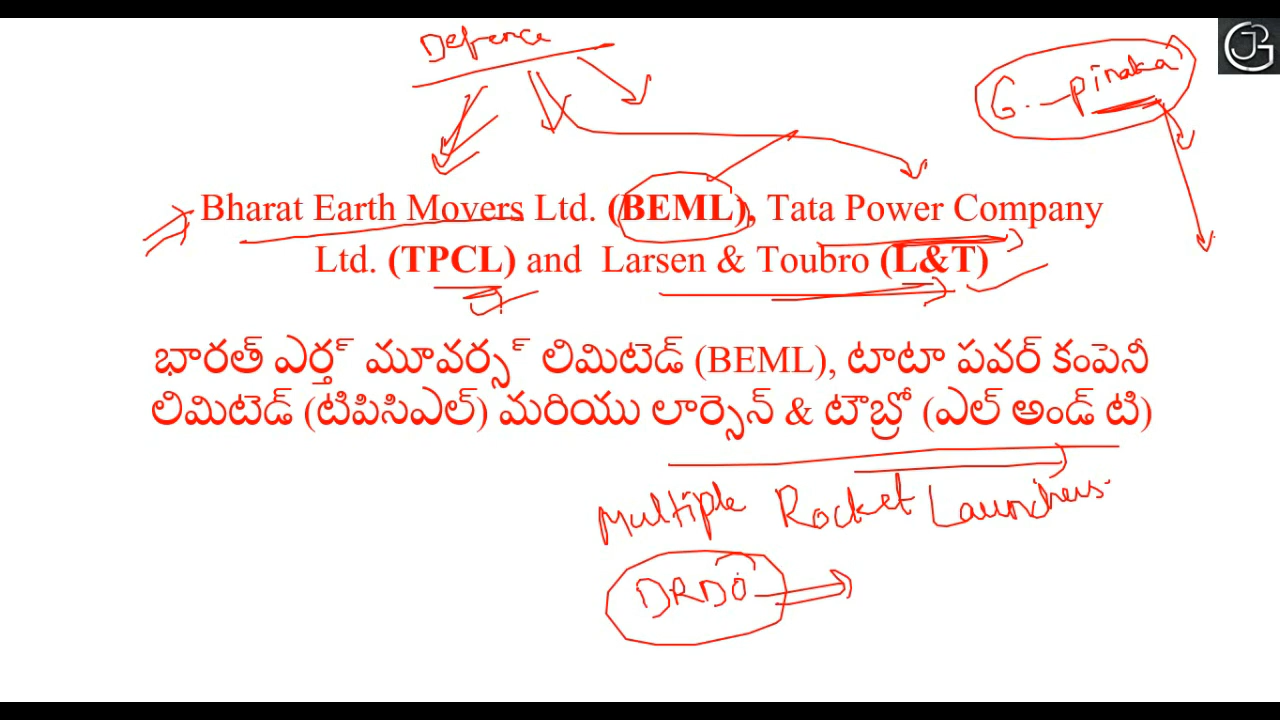 Defence
G. pinaka
Bharat Earth Movers Ltd. (BEML), Tata Power Company
Ltd. (TPCL) and Larsen & Toubro (L&T)
భారత్ ఎర్త్ మూవర్స్ లిమిటెడ్ (BEML), టాటా పవర్ కంపెనీ
లిమిటెడ్ (టిపిసిఎల్) మరియు లార్సెన్ & టౌబ్రో (ఎల్ అండ్ టి)
Multiple Rocket Launchers.
DRDO